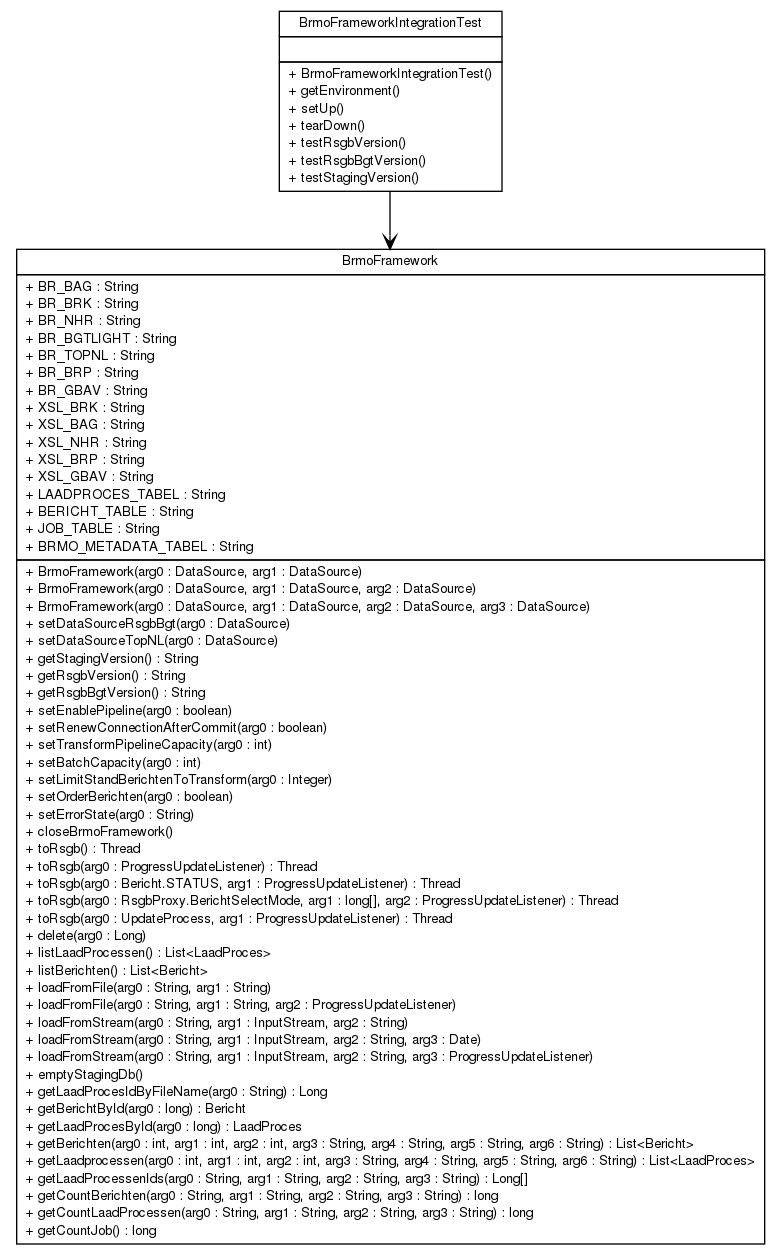 BrmoFrameworkIntegrationTest
+ BrmoFrameworkIntegrationTest()
+ getEnvironment()
+ setUp()
+ tearDown()
+ testRsgbVersion()
+ testRsgbBgtVersion()
+ testStagingVersion()
BrmoFramework
+ BR_BAG : String
+ BR_BRK : String
+ BR_NHR : String
+ BR_BGTLIGHT : String
+ BR_TOPNL : String
+ BR_BRP : String
+ BR_GBAV : String
+ XSL_BRK : String
+ XSL_BAG : String
+ XSL_NHR : String
+ XSL_BRP : String
+ XSL_GBAV : String
+ LAADPROCES_TABEL : String
+ BERICHT_TABLE : String
+ JOB_TABLE : String
+ BRMO_METADATA_TABEL : String
+ BrmoFramework(arg0 : DataSource, arg1 : DataSource)
+ BrmoFramework(arg0 : DataSource, arg1 : DataSource, arg2 : DataSource)
+ BrmoFramework(arg0 : DataSource, arg1 : DataSource, arg2 : DataSource, arg3 : DataSource)
+ setDataSourceRsgbBgt(arg0 : DataSource)
+ setDataSourceTopNL(arg0 : DataSource)
+ getStagingVersion() : String
+ getRsgbVersion() : String
+ getRsgbBgtVersion() : String
+ setEnablePipeline(arg0 : boolean)
+ setRenewConnectionAfterCommit(arg0 : boolean)
+ setTransformPipelineCapacity(arg0 : int)
+ setBatchCapacity(arg0 : int)
+ setLimitStandBerichtenToTransform(arg0 : Integer)
+ setOrderBerichten(arg0 : boolean)
+ setErrorState(arg0 : String)
+ closeBrmoFramework()
+ toRsgb() : Thread
+ toRsgb(arg0 : ProgressUpdateListener) : Thread
+ toRsgb(arg0 : Bericht.STATUS, arg1 : ProgressUpdateListener) : Thread
+ toRsgb(arg0 : RsgbProxy.BerichtSelectMode, arg1 : long[], arg2 : ProgressUpdateListener) : Thread
+ toRsgb(arg0 : UpdateProcess, arg1 : ProgressUpdateListener) : Thread
+ delete(arg0 : Long)
+ listLaadProcessen() : List<LaadProces>
+ listBerichten() : List<Bericht>
+ loadFromFile(arg0 : String, arg1 : String)
+ loadFromFile(arg0 : String, arg1 : String, arg2 : ProgressUpdateListener)
+ loadFromStream(arg0 : String, arg1 : InputStream, arg2 : String)
+ loadFromStream(arg0 : String, arg1 : InputStream, arg2 : String, arg3 : Date)
+ loadFromStream(arg0 : String, arg1 : InputStream, arg2 : String, arg3 : ProgressUpdateListener)
+ emptyStagingDb()
+ getLaadProcesIdByFileName(arg0 : String) : Long
+ getBerichtById(arg0 : long) : Bericht
+ getLaadProcesById(arg0 : long) : LaadProces
+ getBerichten(arg0 : int, arg1 : int, arg2 : int, arg3 : String, arg4 : String, arg5 : String, arg6 : String) : List<Bericht>
+ getLaadprocessen(arg0 : int, arg1 : int, arg2 : int, arg3 : String, arg4 : String, arg5 : String, arg6 : String) : List<LaadProces>
+ getLaadProcessenIds(arg0 : String, arg1 : String, arg2 : String, arg3 : String) : Long[]
+ getCountBerichten(arg0 : String, arg1 : String, arg2 : String, arg3 : String) : long
+ getCountLaadProcessen(arg0 : String, arg1 : String, arg2 : String, arg3 : String) : long
+ getCountJob() : long